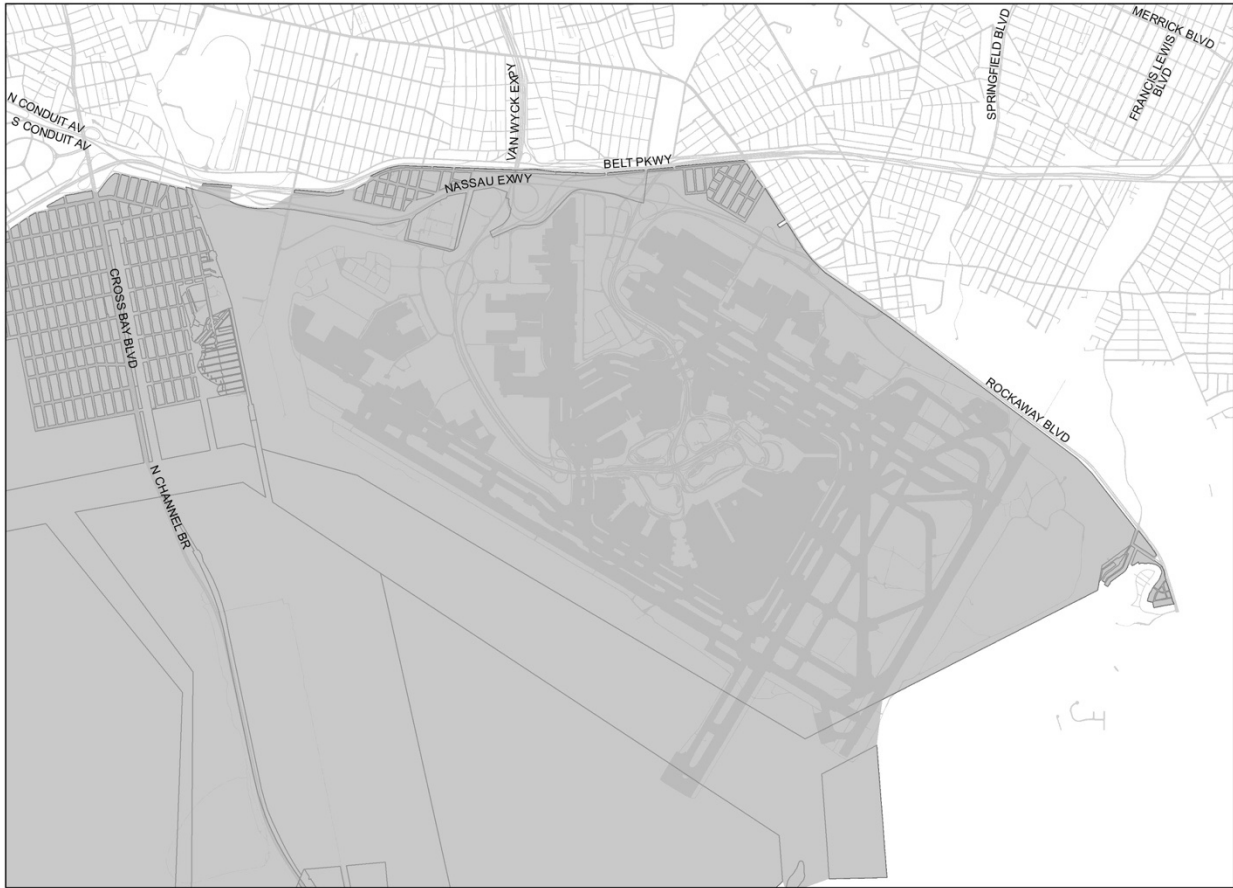 MERRICK BLVD
FRANCIS LEWIS
BLVD
SPRINGFIELD BLVD
VAN WYCK EXPY
N CONDUIT AV
S CONDUIT AV
BELT PKWY
NASSAU EXWY
CROSS BAY BLVD
ROCKAWAY BLVD
N CHANNEL BR